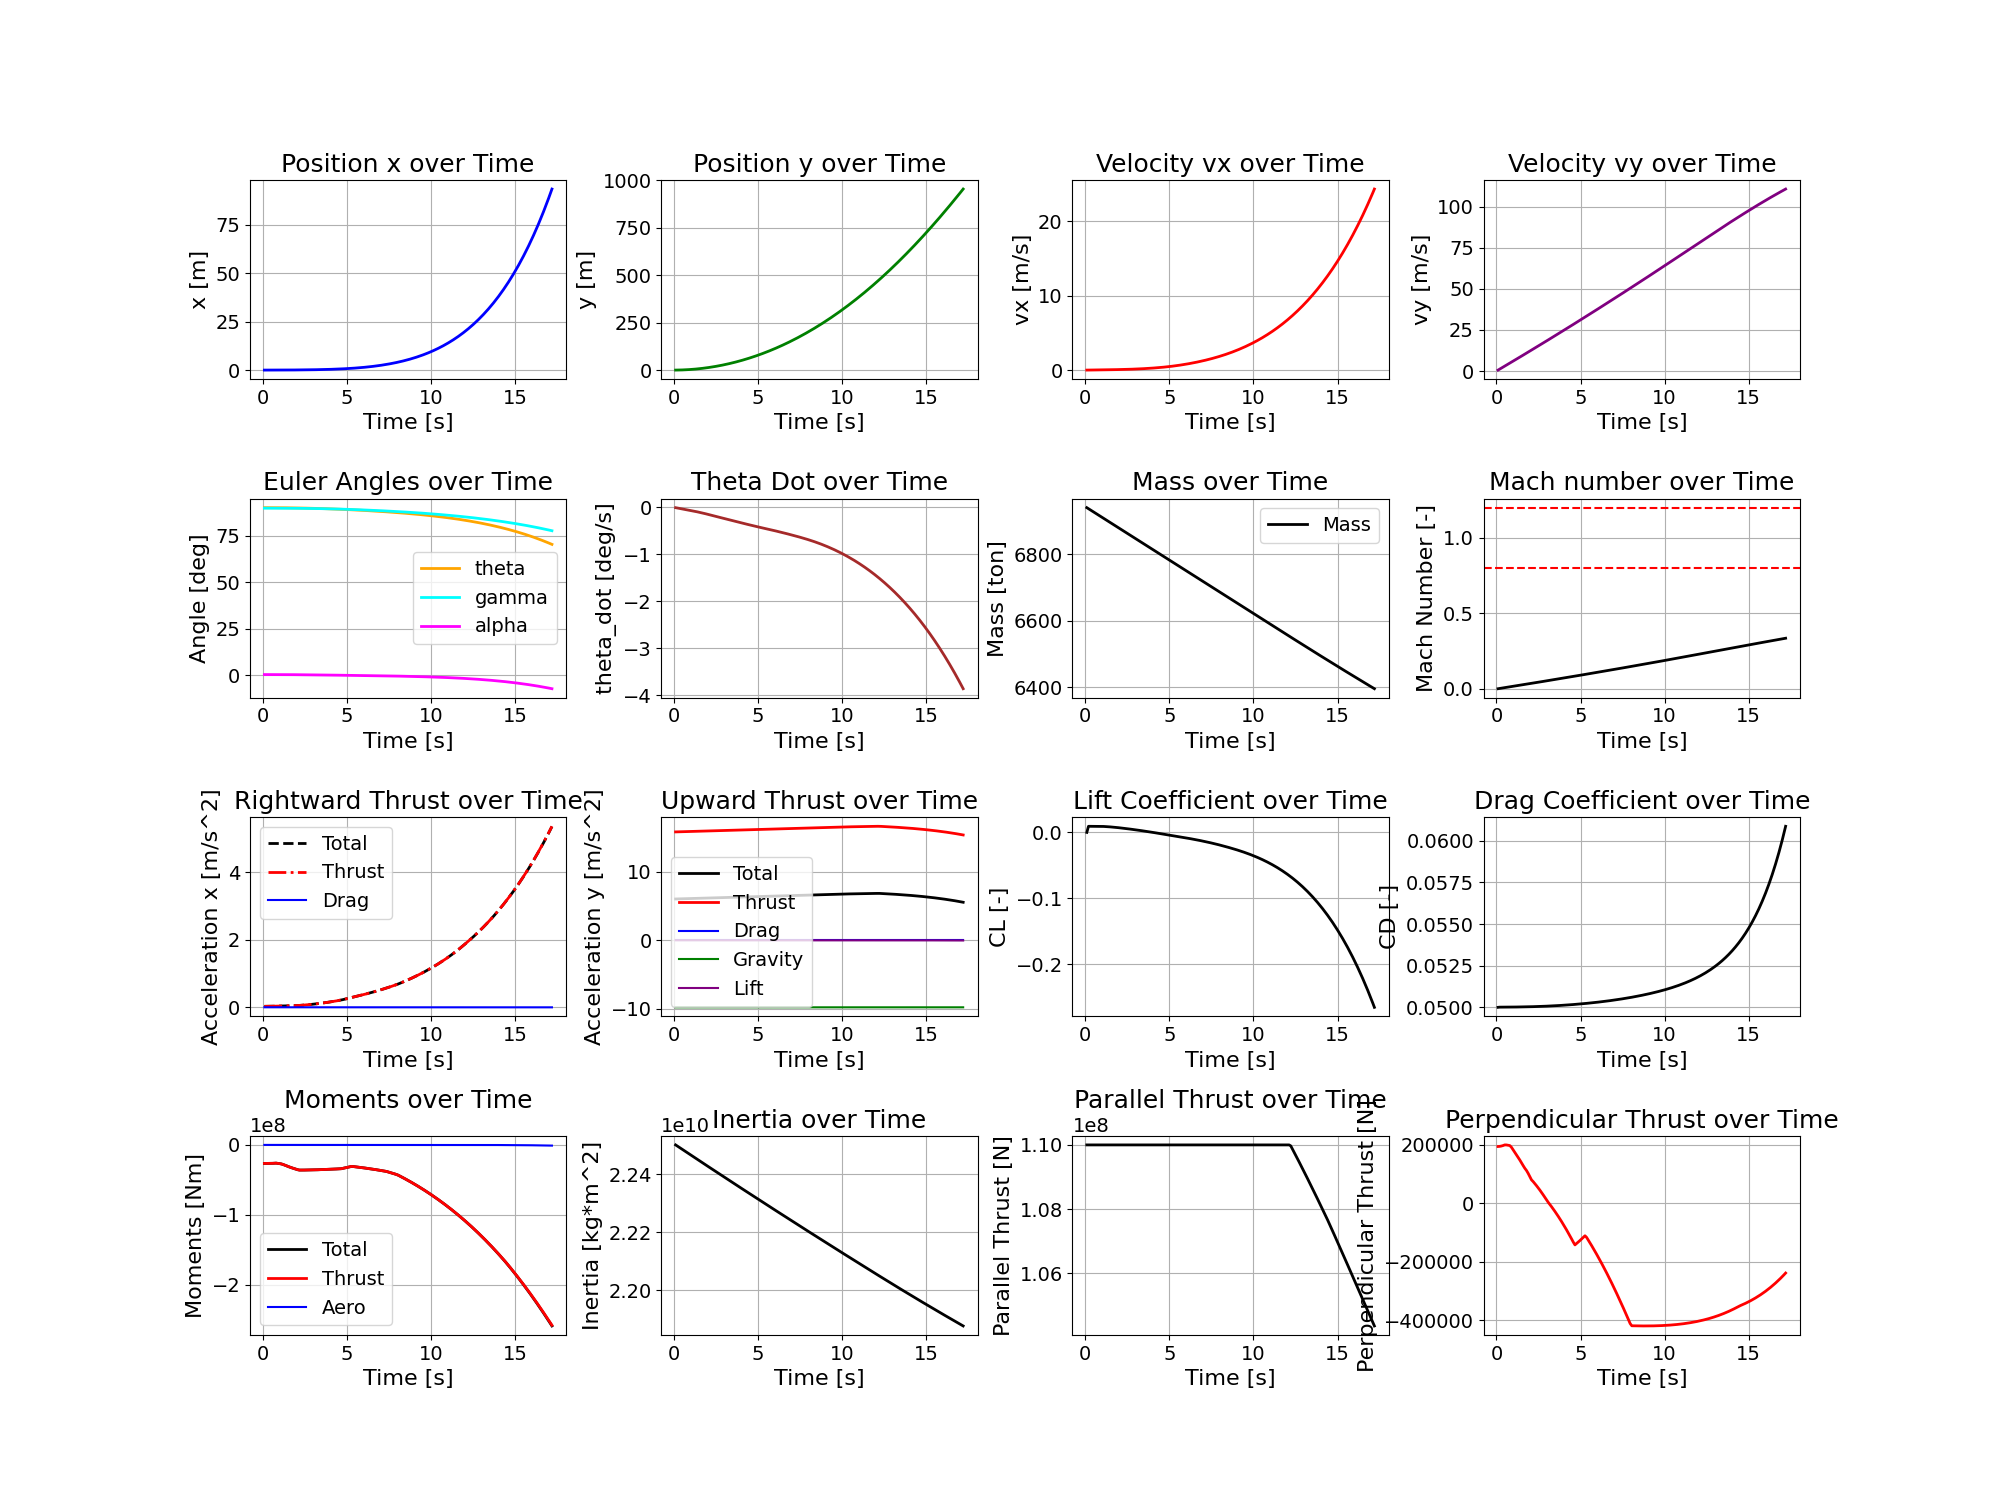 Position x over Time
x [m]
75
50
25
0
0 5 10 15
Time [s]
Position y over Time
y [m]
1000
750
500
250
0
0 5 10 15
Time [s]
Velocity vx over Time
vx [m/s]
20
10
0
0 5 10 15
Time [s]
Velocity vy over Time
vy [m/s]
100
75
50
25
0
0 5 10 15
Time [s]
Euler Angles over Time
Angle [deg]
75
50
25
0
theta
gamma
alpha
0 5 10 15
Time [s]
Theta Dot over Time
theta_dot [deg/s]
0
−1
−2
−3
−4
0 5 10 15
Time [s]
Mass over Time
Mass [ton]
6800
6600
6400
Mass
0 5 10 15
Time [s]
Mach number over Time
Mach Number [-]
1.0
0.5
0.0
0 5 10 15
Time [s]
Rightward Thrust over Time
Acceleration x [m/s^2]
4
2
0
Total
Thrust
Drag
0 5 10 15
Time [s]
Upward Thrust over Time
Acceleration y [m/s^2]
10
0
−10
Total
Thrust
Drag
Gravity
Lift
0 5 10 15
Time [s]
Lift Coefficient over Time
CL [-]
0.0
−0.1
−0.2
0 5 10 15
Time [s]
Drag Coefficient over Time
CD [-]
0.0600
0.0575
0.0550
0.0525
0.0500
0 5 10 15
Time [s]
Moments over Time
1e8
Moments [Nm]
0
−1
−2
Total
Thrust
Aero
0 5 10 15
Time [s]
Inertia over Time
1e10
Inertia [kg*m^2]
2.24
2.22
2.20
0 5 10 15
Time [s]
Parallel Thrust over Time
1e8
Parallel Thrust [N]
1.10
1.08
1.06
0 5 10 15
Time [s]
Perpendicular Thrust over Time
Perpendicular Thrust [N]
200000
0
−200000
−400000
0 5 10 15
Time [s]